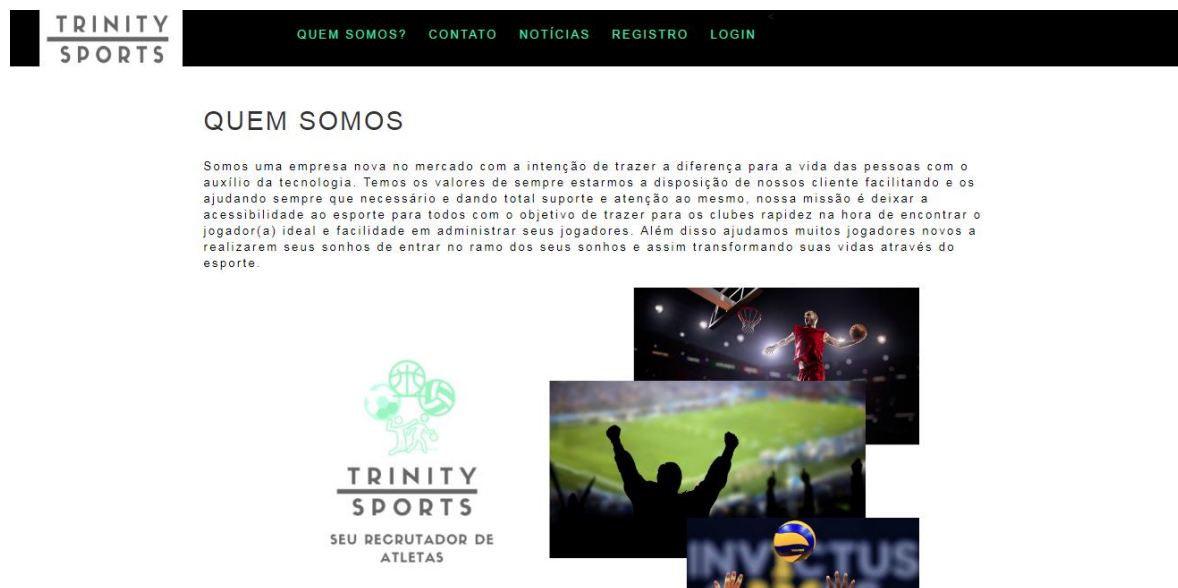 TRINITY
SPORTS
QUEM SOMOS? CONTATO NOTÍCIAS REGISTRO LOGIN
<
QUEM SOMOS
Somos uma empresa nova no mercado com a intenção de trazer a diferença para a vida das pessoas com o
auxílio da tecnologia. Temos os valores de sempre estarmos a disposição de nossos cliente facilitando e os
ajudando sempre que necessário e dando total suporte e atenção ao mesmo, nossa missão é deixar a
acessibilidade ao esporte para todos com o objetivo de trazer para os clubes rapidez na hora de encontrar o
jogador(a) ideal e facilidade em administrar seus jogadores. Além disso ajudamos muitos jogadores novos a
realizarem seus sonhos de entrar no ramo dos seus sonhos e assim transformando suas vidas através do
esporte.
TRINITY
SPORTS
SEU RECRUTADOR DE
ATLETAS
INVICTUS